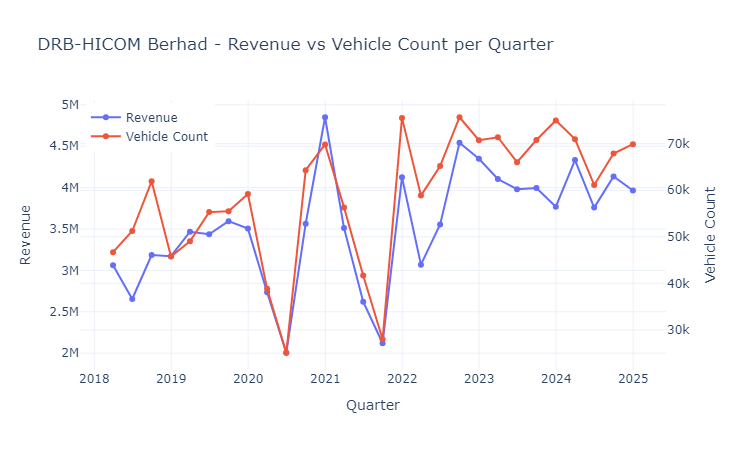 DRB-HICOM Berhad - Revenue vs Vehicle Count per Quarter
Revenue
Vehicle Count
5M
4.5M
4M
3.5M
3M
2.5M
2M
Revenue
70k
60k
50k
40k
30k
Vehicle Count
2018 2019 2020 2021 2022 2023 2024 2025
Quarter